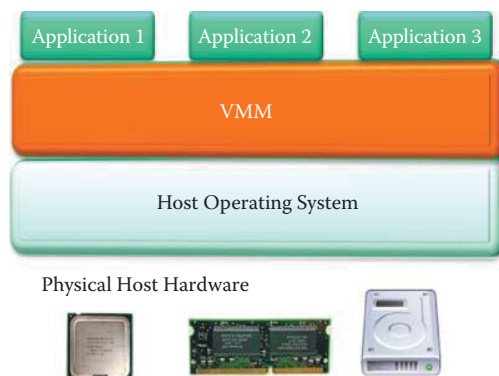 Application 1
Application 2
Application 3
VMM
Host Operating System
Physical Host Hardware